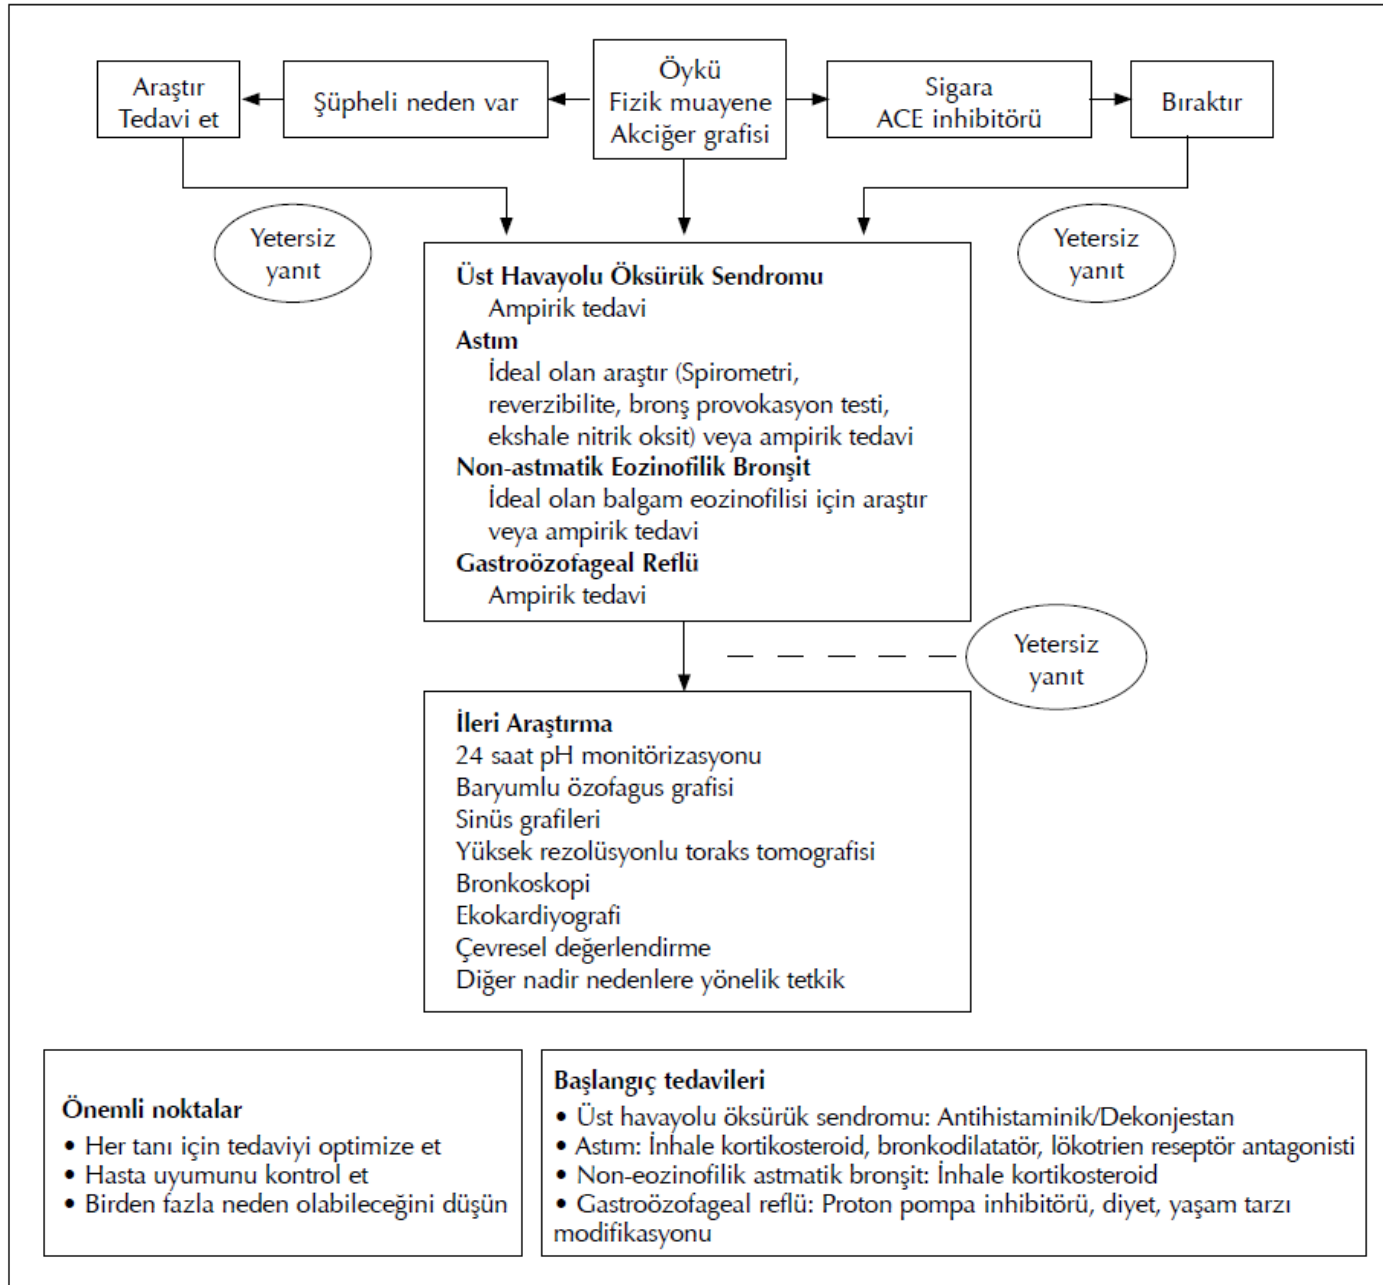 Araştır
Tedavi et
Şüpheli neden var
Öykü
Fizik muayene
Akciğer grafisi
Sigara
ACE inhibitörü
Bıraktır
Yetersiz
yanıt
Yetersiz
yanıt
Üst Havayolu Öksürük Sendromu
Ampirik tedavi
Astım
İdeal olan araştır (Spirometri,
reverzibilite, bronş provokasyon testi,
ekshale nitrik oksit) veya ampirik tedavi
Non-astmatik Eozinofilik Bronşit
İdeal olan balgam eozinofilisi için araştır
veya ampirik tedavi
Gastroözofageal Reflü
Ampirik tedavi
Yetersiz
yanıt
İleri Araştırma
24 saat pH monitörizasyonu
Baryumlu özofagus grafisi
Sinüs grafileri
Yüksek rezolüsyonlu toraks tomografisi
Bronkoskopi
Ekokardiyografi
Çevresel değerlendirme
Diğer nadir nedenlere yönelik tetkik
Önemli noktalar
• Her tanı için tedaviyi optimize et
• Hasta uyumunu kontrol et
• Birden fazla neden olabileceğini düşün
Başlangıç tedavileri
• Üst havayolu öksürük sendromu: Antihistaminik/Dekonjestan
• Astım: İnhale kortikosteroid, bronkodilatatör, lökotrien reseptör antagonisti
• Non-eozinofilik astmatik bronşit: İnhale kortikosteroid
• Gastroözofageal reflü: Proton pompa inhibitörü, diyet, yaşam tarzı
modifikasyonu